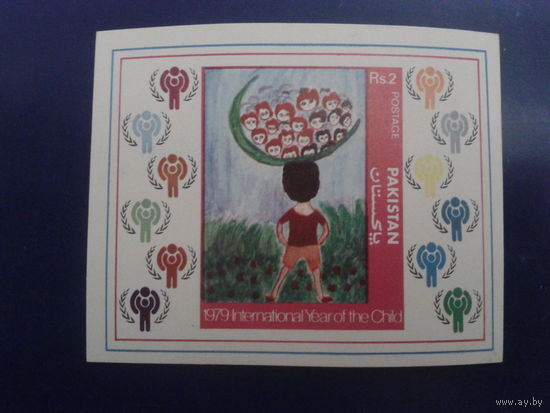 Rs.2
POSTAGE
PAKISTAN
پاکستان
1979 International Year of the Child
www.ay.by